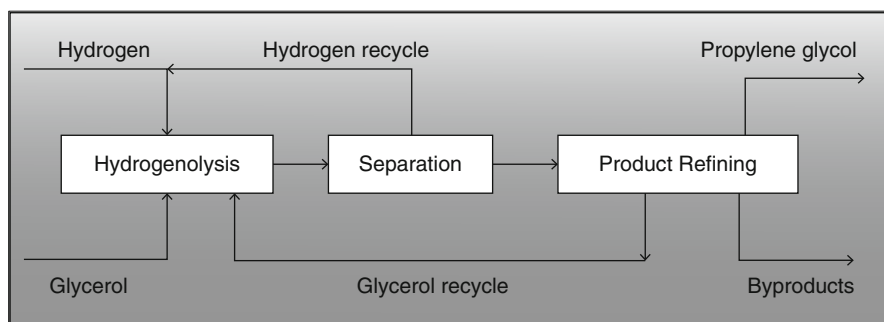 Hydrogen
Hydrogen recycle
Propylene glycol
Hydrogenolysis
Separation
Product Refining
Glycerol
Glycerol recycle
Byproducts